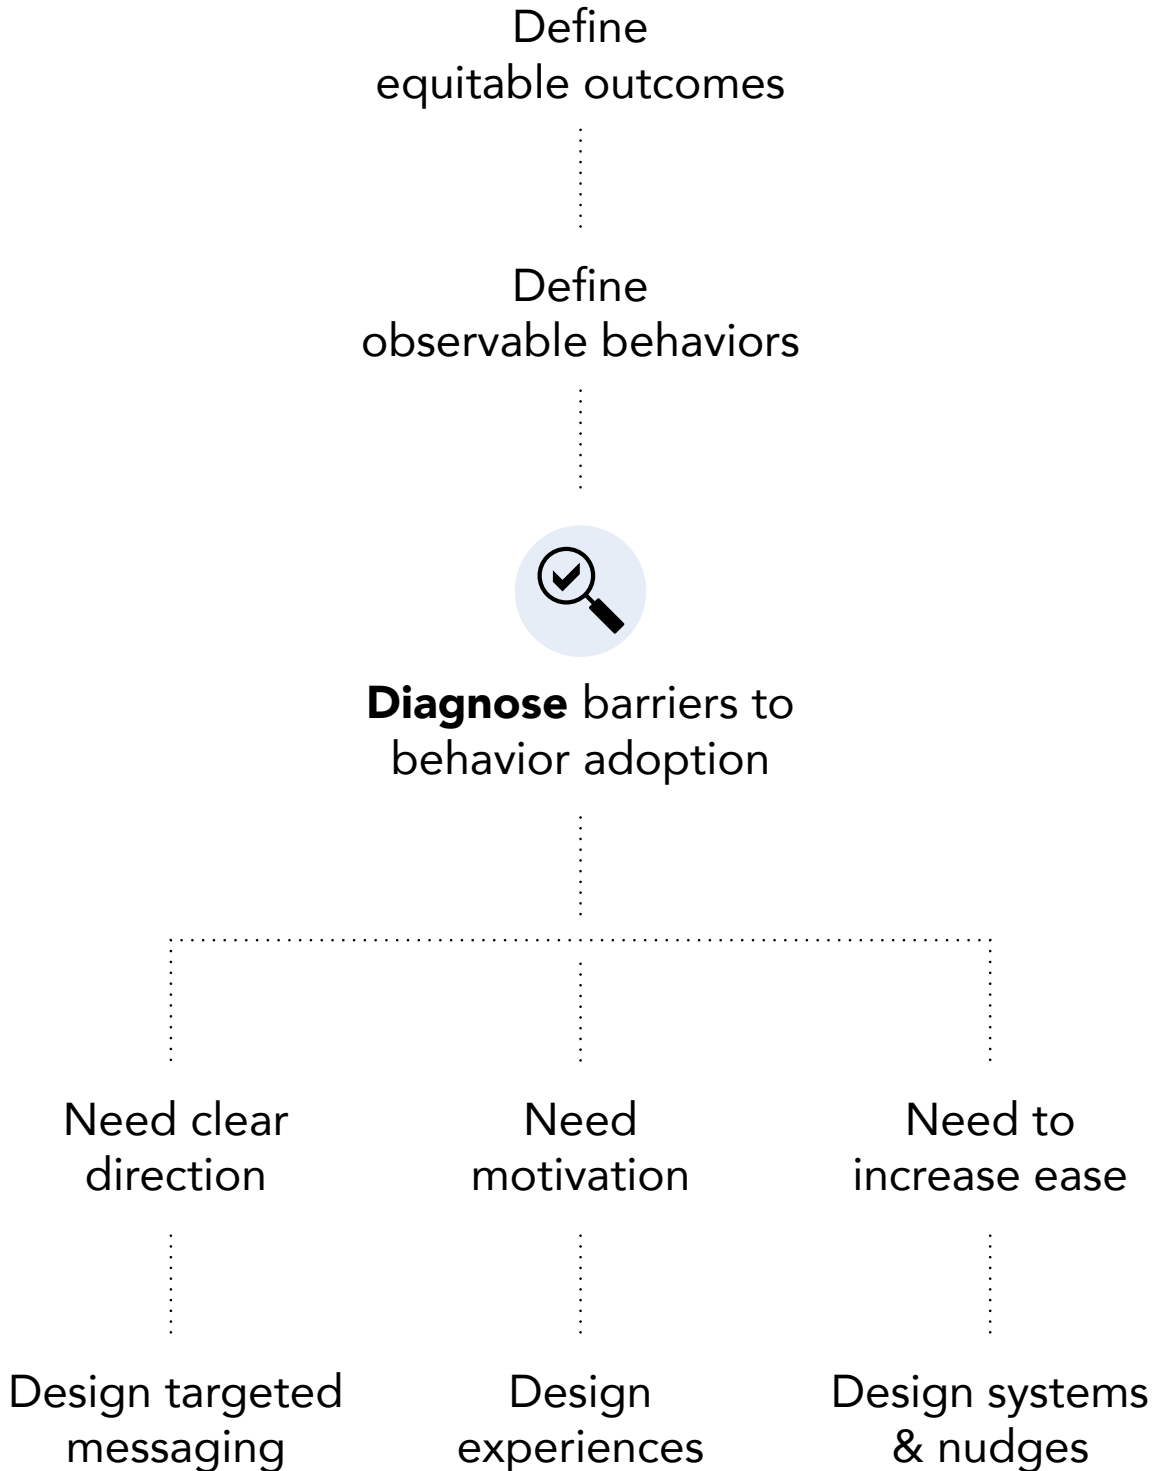 Define
equitable outcomes
Define
observable behaviors
Diagnose barriers to
behavior adoption
Need clear
direction
Need
motivation
Need to
increase ease
Design targeted
messaging
Design
experiences
Design systems
& nudges